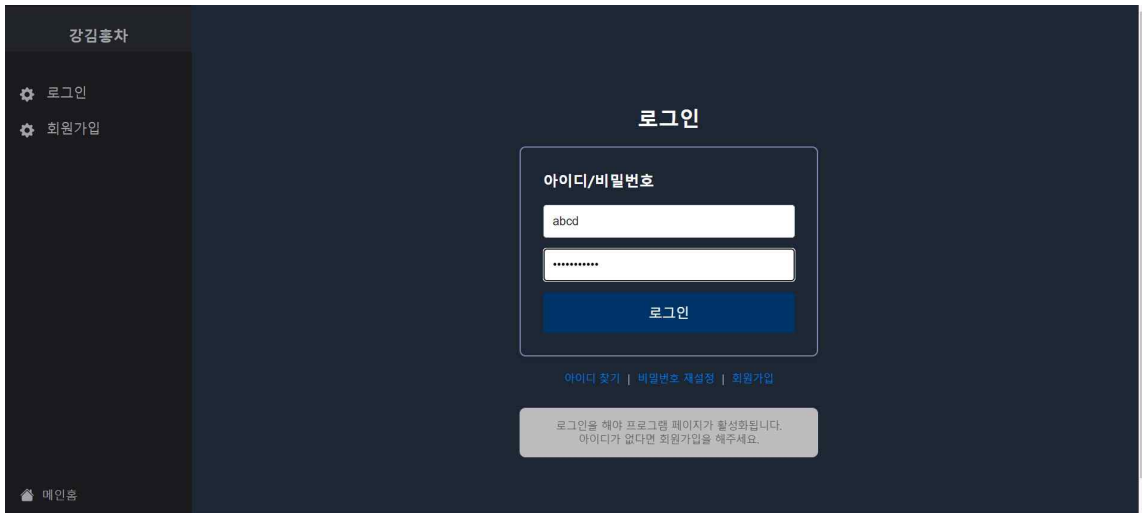 강김홍차
로그인
회원가입
로그인
아이디/비밀번호
abcd
•••••••••••
로그인
아이디 찾기 | 비밀번호 재설정 | 회원가입
로그인을 해야 프로그램 페이지가 활성화됩니다.
아이디가 없다면 회원가입을 해주세요.
메인홈